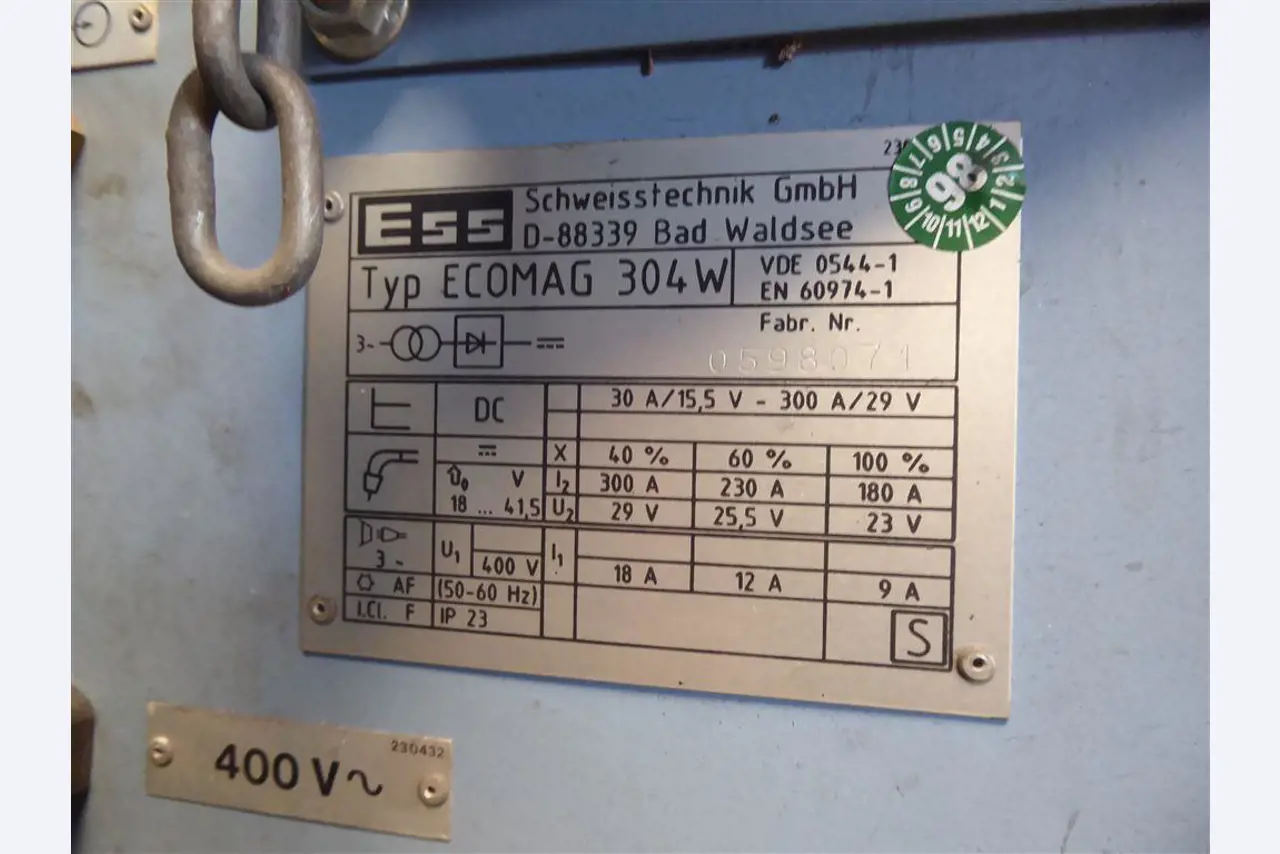 ESS Schweisstechnik GmbH
D-88339 Bad Waldsee
Typ ECOMAG 304W
VDE 0544-1
EN 60974-1
Fabr. Nr.
3~
0598071
DC
30 A/15,5 V - 300 A/29 V
X 40 % 60 % 100 %
U₀ V
18 ... 41,5
I₂ 300 A 230 A 180 A
U₂ 29 V 25,5 V 23 V
3~
U₁ 400 V I₁ 18 A 12 A 9 A
AF (50-60 Hz)
I.Cl. F IP 23
S
98
1 2 3 4 5 6 7 8 9 10 11 12
230432
400 V~